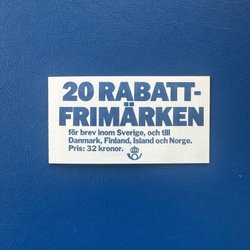 20 RABATT-
FRIMÄRKEN
för brev inom Sverige, och till
Danmark, Finland, Island och Norge.
Pris: 32 kronor.